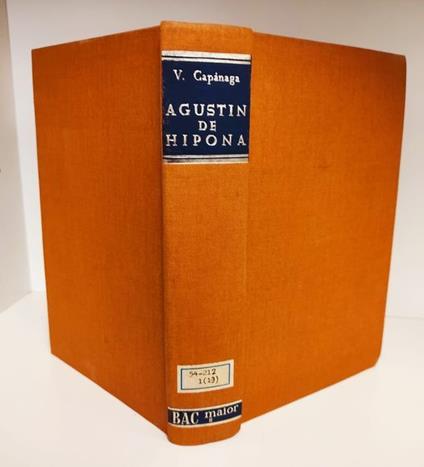 V. Capánaga
AGUSTIN
DE
HIPONA
54-212
1(13)
BAC maior